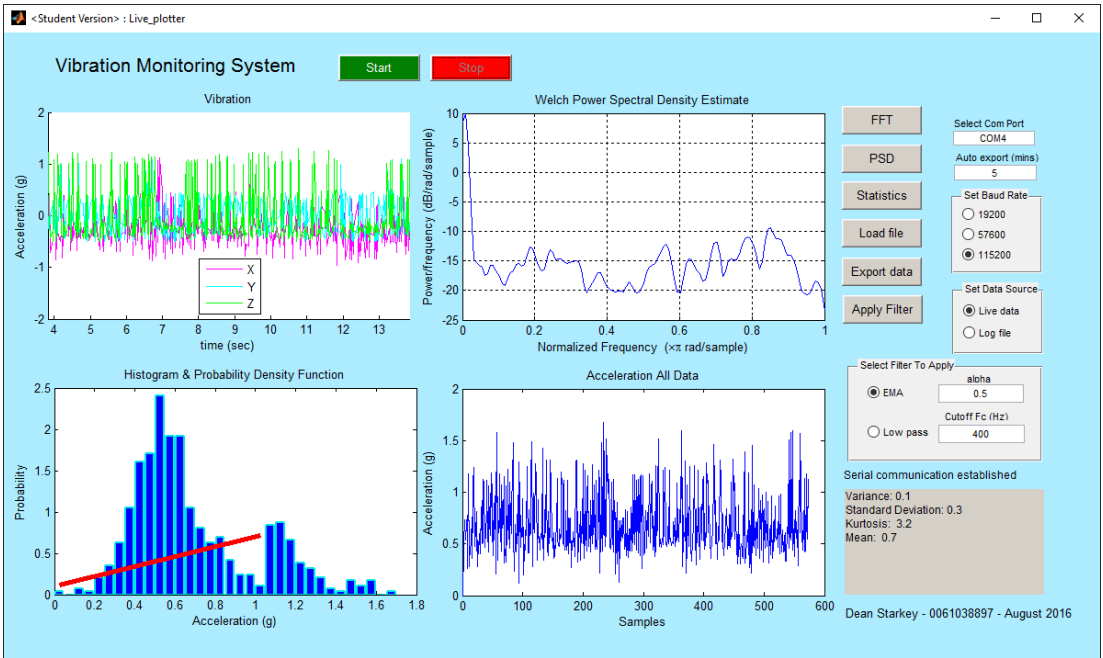 <Student Version> : Live_plotter
Vibration Monitoring System
Start
Stop
Vibration
2
1
0
-1
-2
Acceleration (g)
4 5 6 7 8 9 10 11 12 13
time (sec)
X
Y
Z
Welch Power Spectral Density Estimate
10
5
0
-5
-10
-15
-20
-25
Power/frequency (dB/rad/sample)
0 0.2 0.4 0.6 0.8 1
Normalized Frequency (×π rad/sample)
FFT
PSD
Statistics
Load file
Export data
Apply Filter
Select Com Port
COM4
Auto export (mins)
5
Set Baud Rate
19200
57600
115200
Set Data Source
Live data
Log file
Histogram & Probability Density Function
2.5
2
1.5
1
0.5
0
Probability
0 0.2 0.4 0.6 0.8 1 1.2 1.4 1.6 1.8
Acceleration (g)
Acceleration All Data
2
1.5
1
0.5
0
Acceleration (g)
0 100 200 300 400 500 600
Samples
Select Filter To Apply
EMA
alpha
0.5
Low pass
Cutoff Fc (Hz)
400
Serial communication established
Variance: 0.1
Standard Deviation: 0.3
Kurtosis: 3.2
Mean: 0.7
Dean Starkey - 0061038897 - August 2016